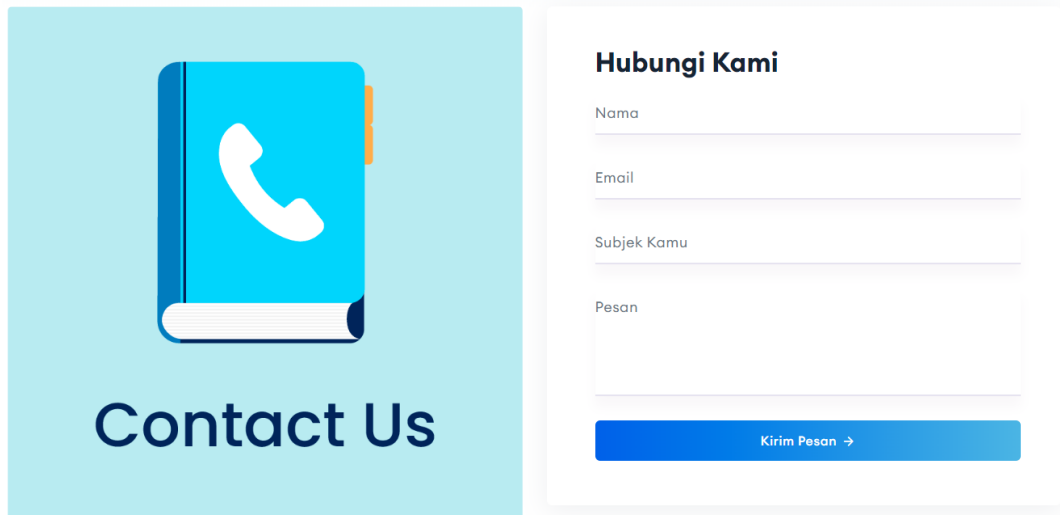 Contact Us
Hubungi Kami
Nama
Email
Subjek Kamu
Pesan
Kirim Pesan →